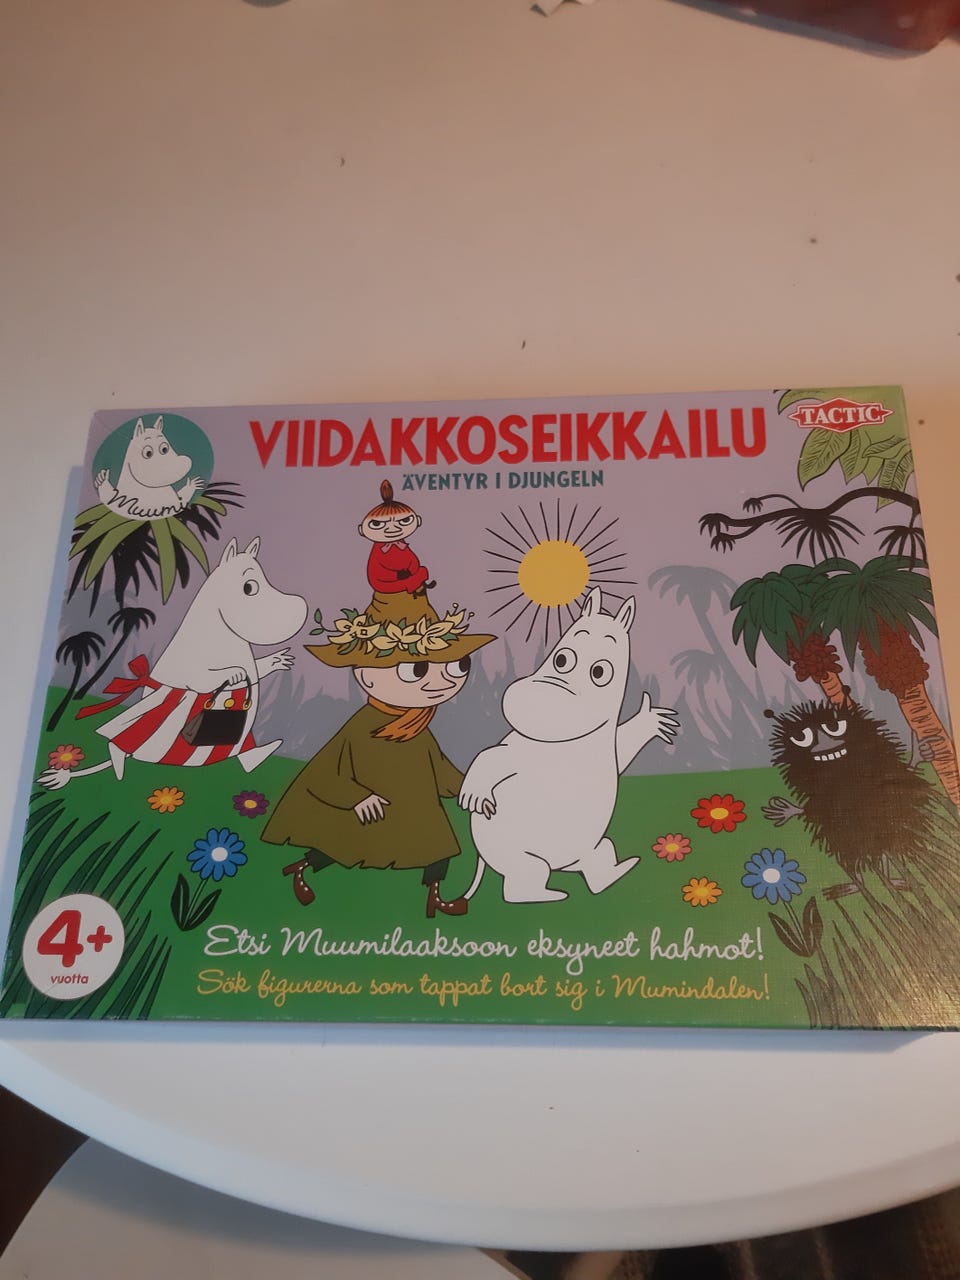 VIIDAKKOSEIKKAILU
TACTIC
ÄVENTYR I DJUNGELN
Muumi
Etsi Muumilaaksoon eksyneet hahmot!
Sök figurerna som tappat bort sig i Mumindalen!
4+
vuotta